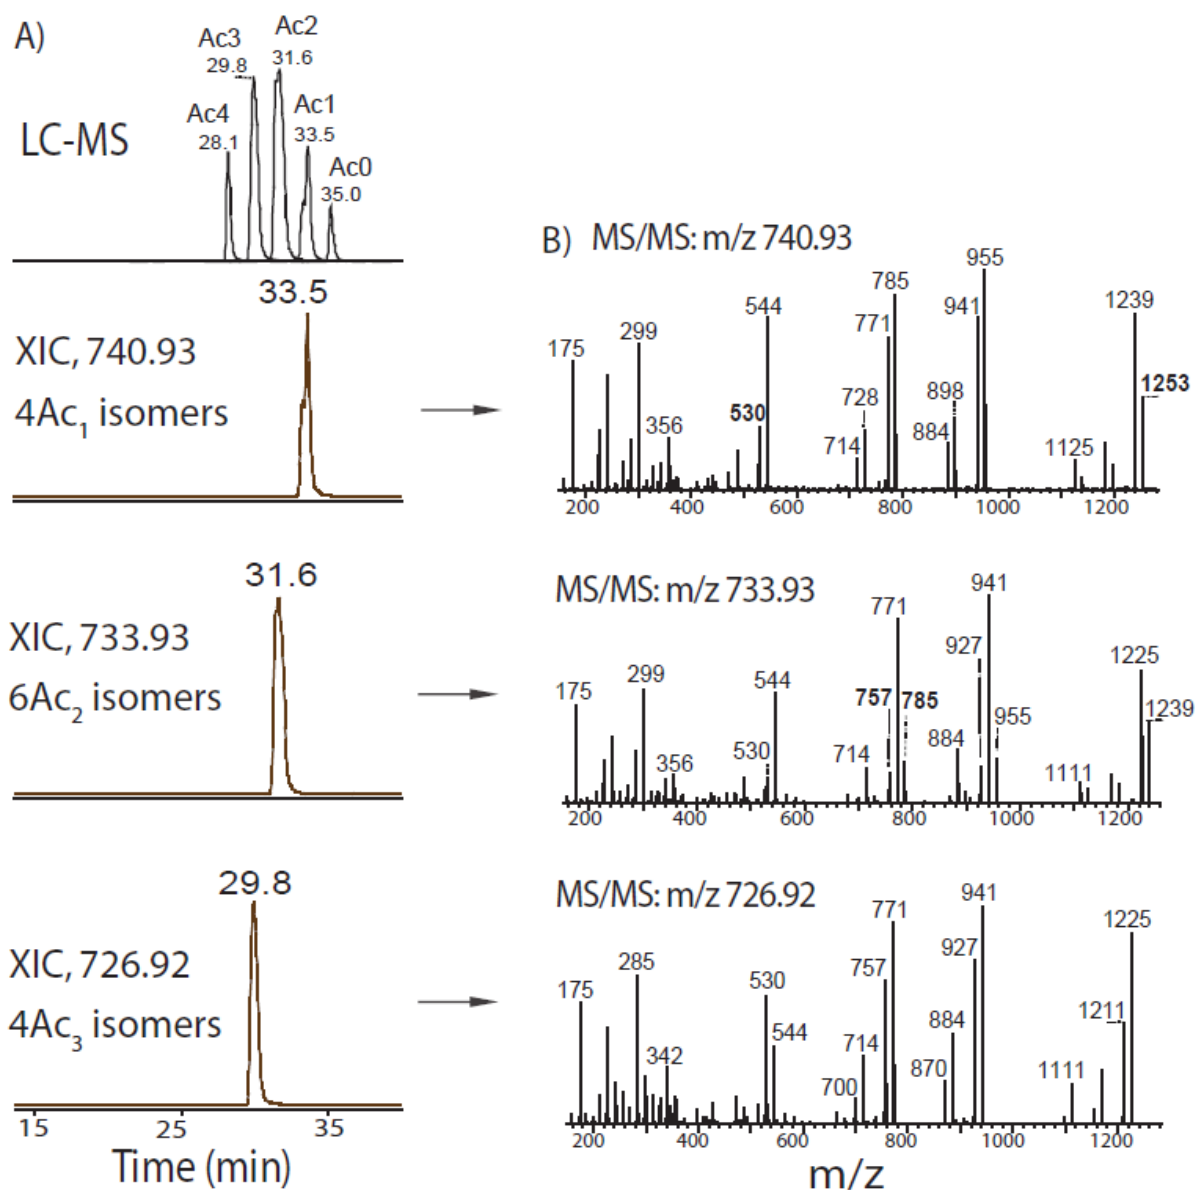 A)
Ac3
29.8
Ac2
31.6
Ac4
28.1
Ac1
33.5
Ac0
35.0
LC-MS
33.5
XIC, 740.93
4Ac1 isomers
31.6
XIC, 733.93
6Ac2 isomers
29.8
XIC, 726.92
4Ac3 isomers
15 25 35
Time (min)
B) MS/MS: m/z 740.93
175 299 356 530 544 714 728 771 785 884 898 941 955 1125 1239 1253
200 400 600 800 1000 1200
MS/MS: m/z 733.93
175 299 356 530 544 714 757 771 785 884 927 941 955 1111 1225 1239
200 400 600 800 1000 1200
MS/MS: m/z 726.92
175 285 342 530 544 700 714 757 771 870 884 927 941 1111 1211 1225
200 400 600 800 1000 1200
m/z